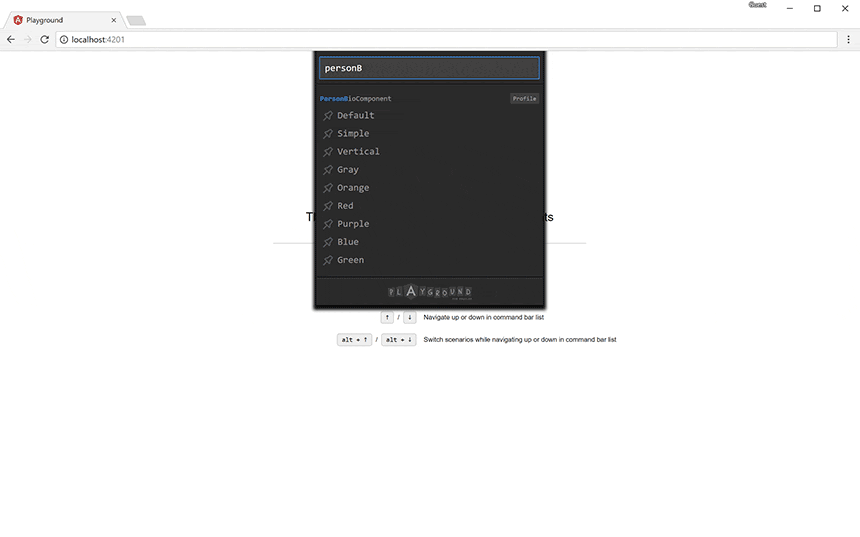 Guest
Playground
localhost:4201
personB
PersonBioComponent Profile
Default
Simple
Vertical
Gray
Orange
Red
Purple
Blue
Green
PLAYGROUND
↑ / ↓ Navigate up or down in command bar list
alt + ↑ / alt + ↓ Switch scenarios while navigating up or down in command bar list